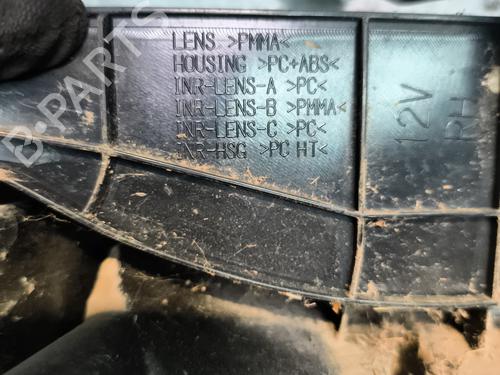 LENS >PMMA<
HOUSING >PC+ABS<
INR-LENS-A >PC<
INR-LENS-B >PMMA<
INR-LENS-C >PC<
INR-HSG >PC HT<
12V
RH
B-PARTS